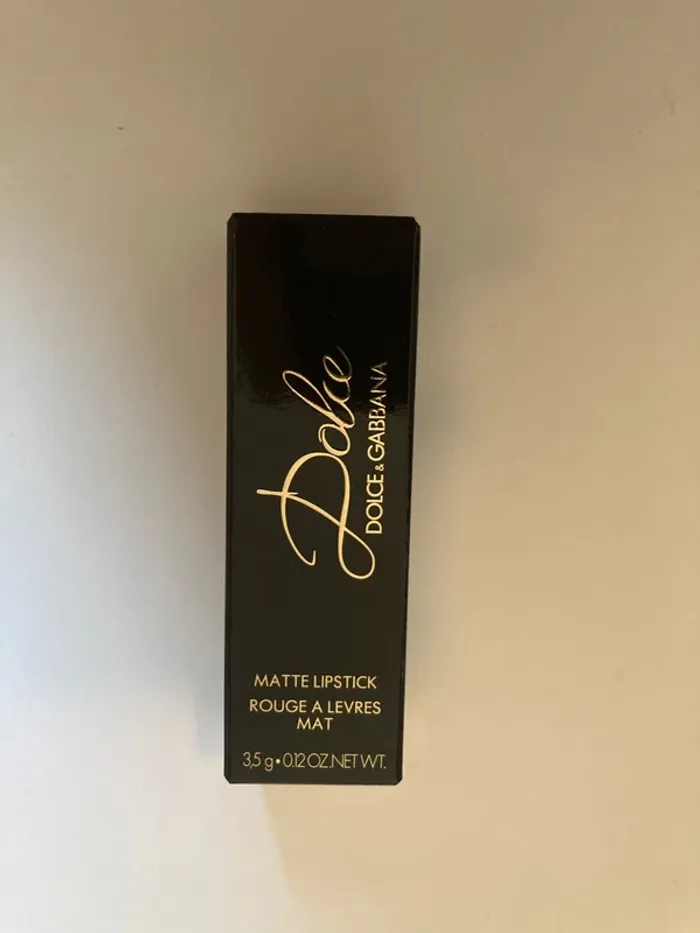 Dolce
DOLCE & GABBANA
MATTE LIPSTICK
ROUGE A LEVRES
MAT
3,5 g • 0.12 OZ. NET WT.